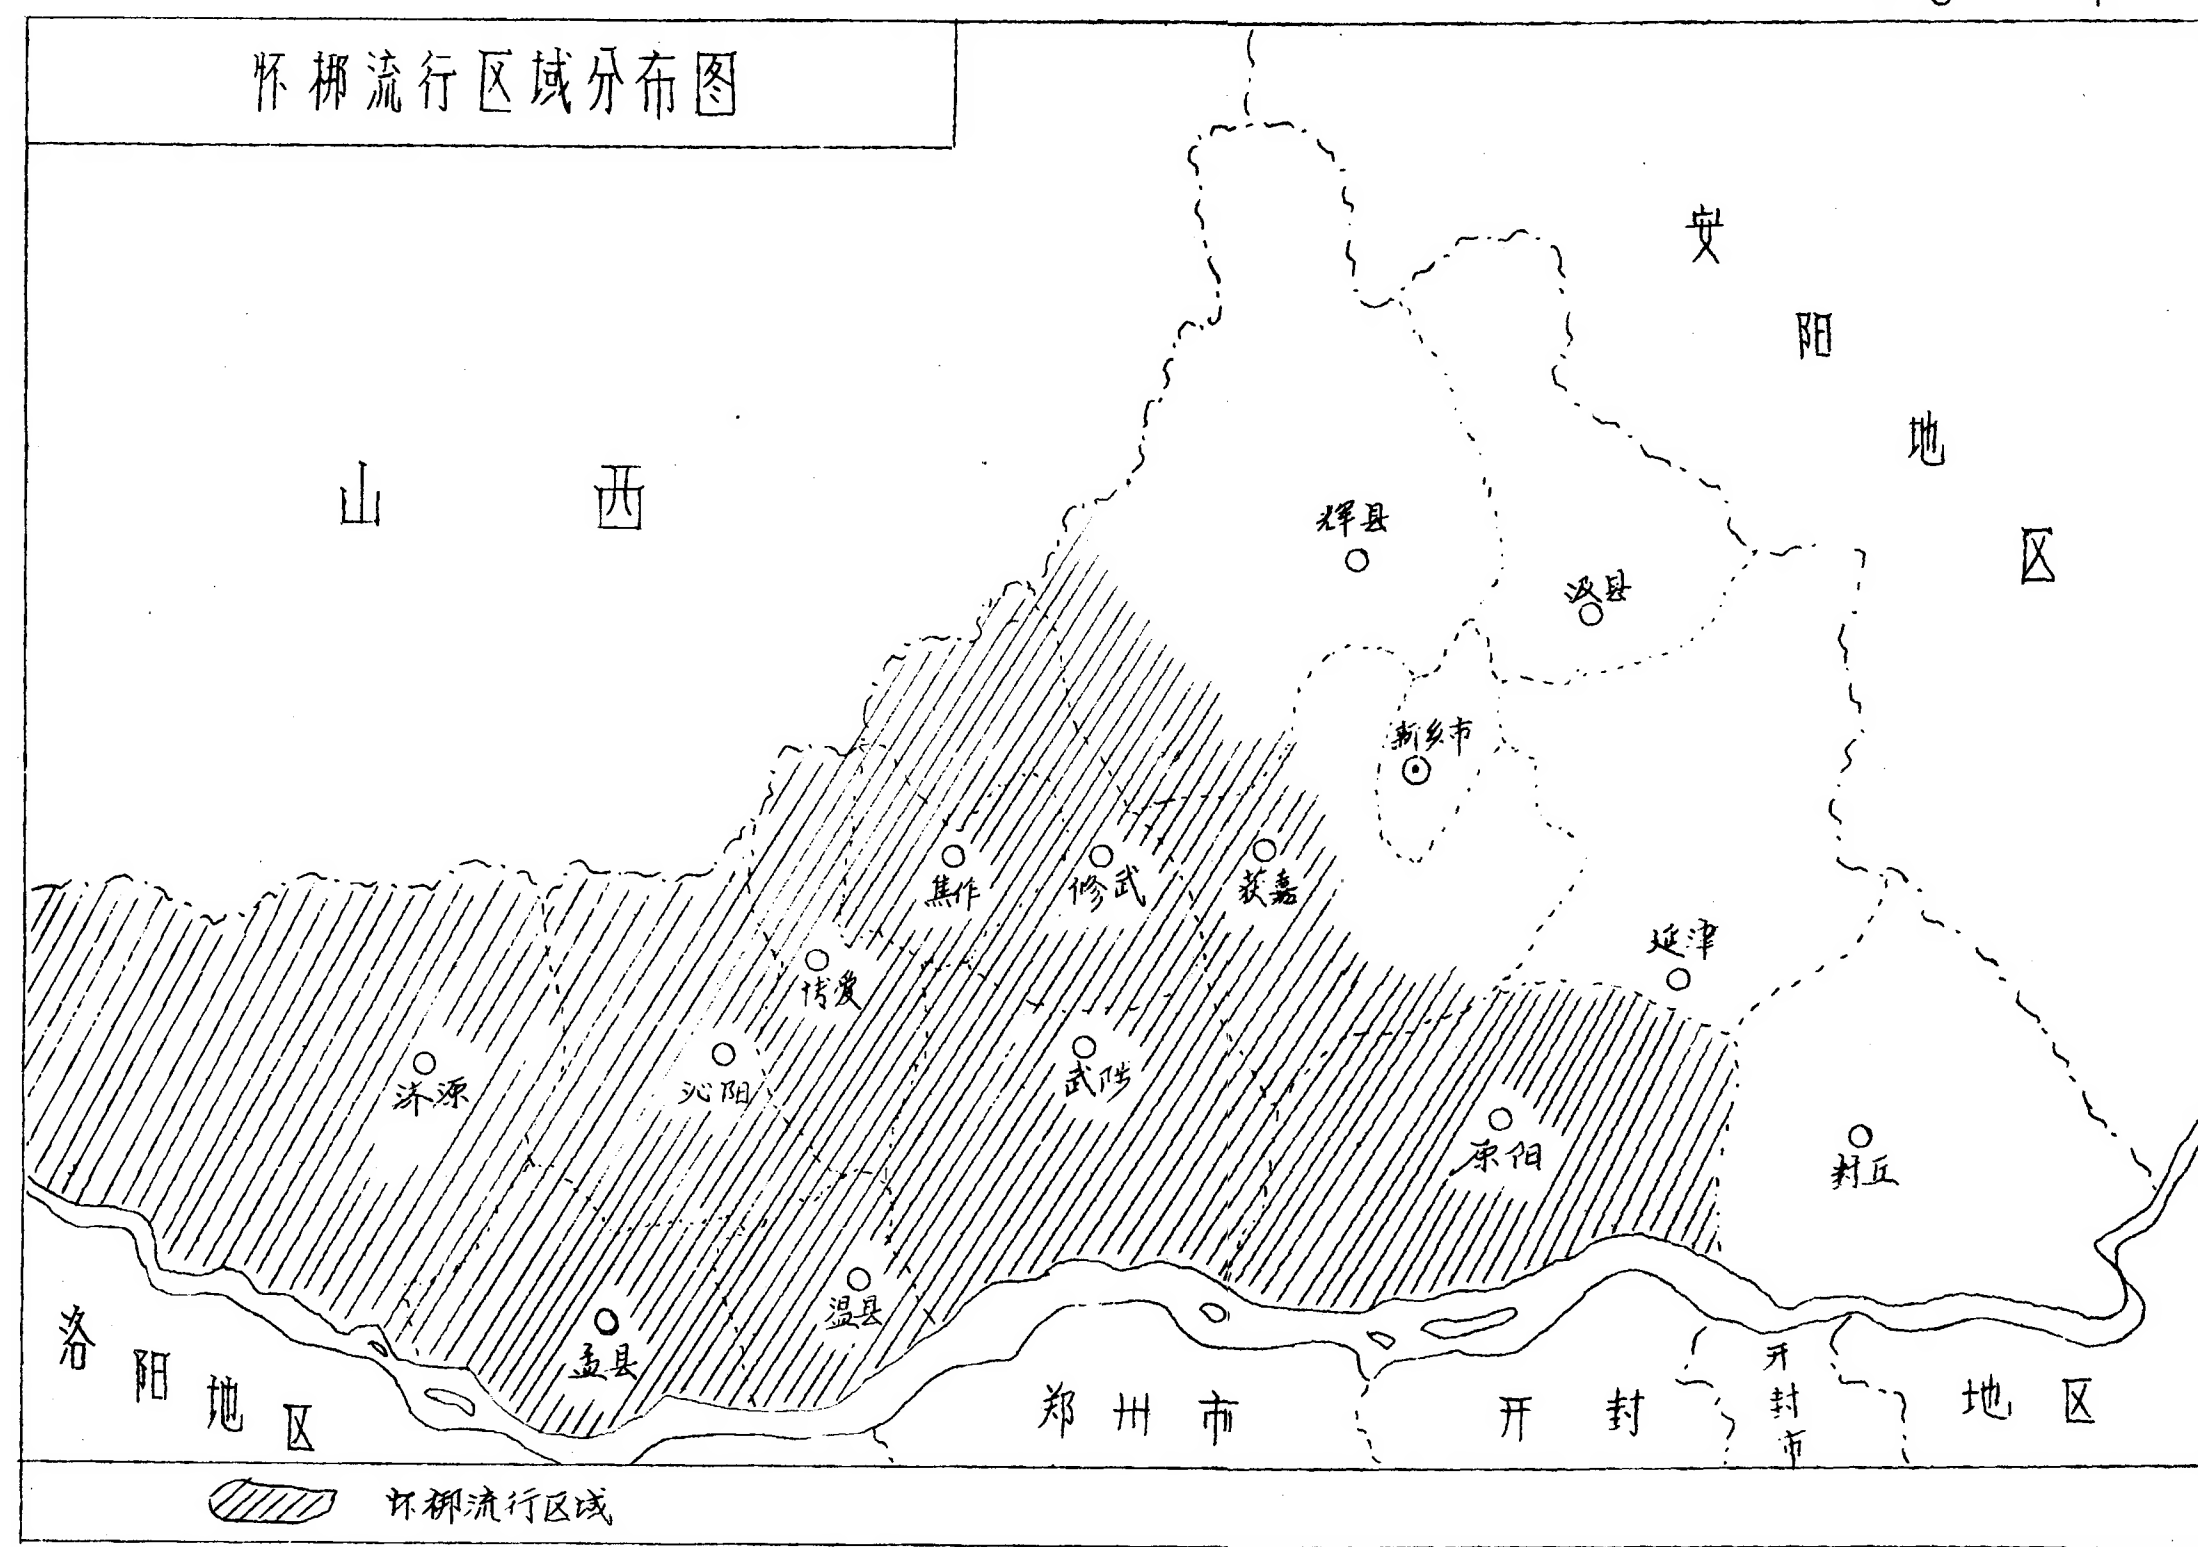 怀梆流行区域分布图
安阳地区
山西
辉县
汲县
新乡市
焦作
修武
获嘉
延津
博爱
济源
沁阳
武陟
原阳
封丘
温县
孟县
洛阳地区
郑州市
开封地区
开封市
怀梆流行区域